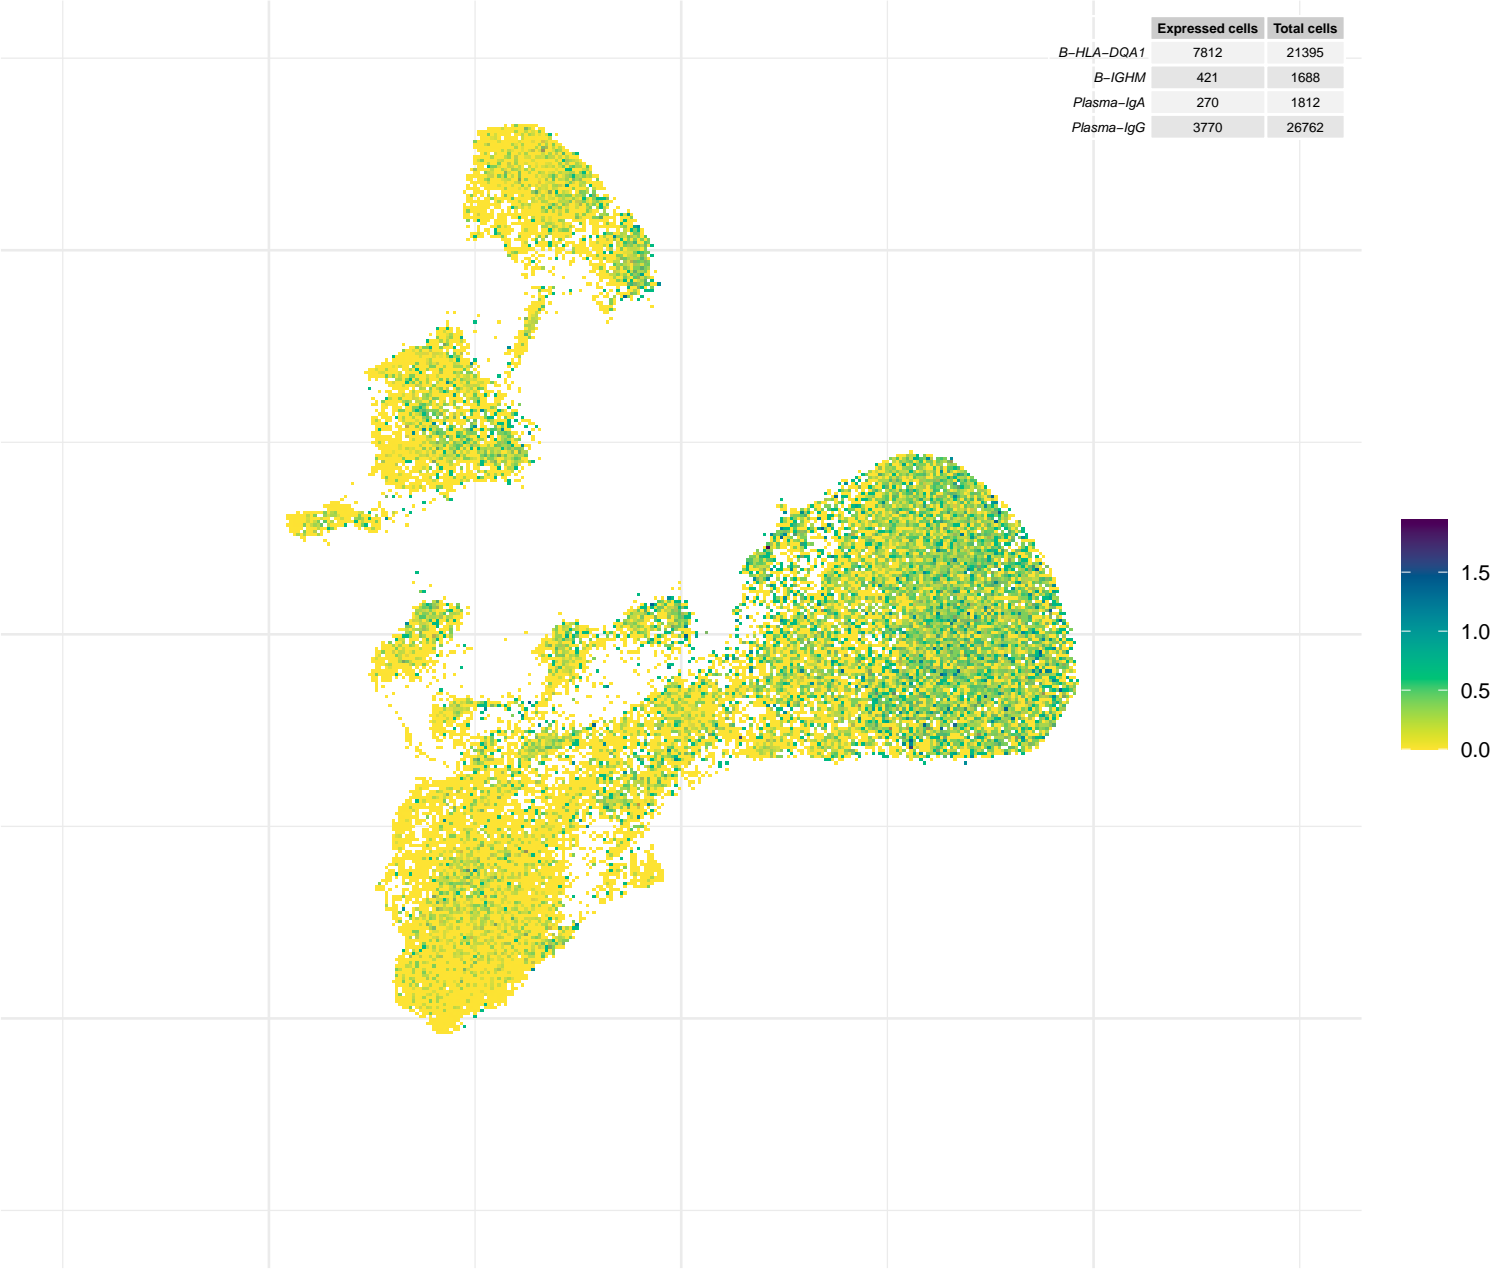 Expressed cells Total cells
B−HLA−DQA1 7812 21395
B−IGHM 421 1688
Plasma−IgA 270 1812
Plasma−IgG 3770 26762
1.5
1.0
0.5
0.0